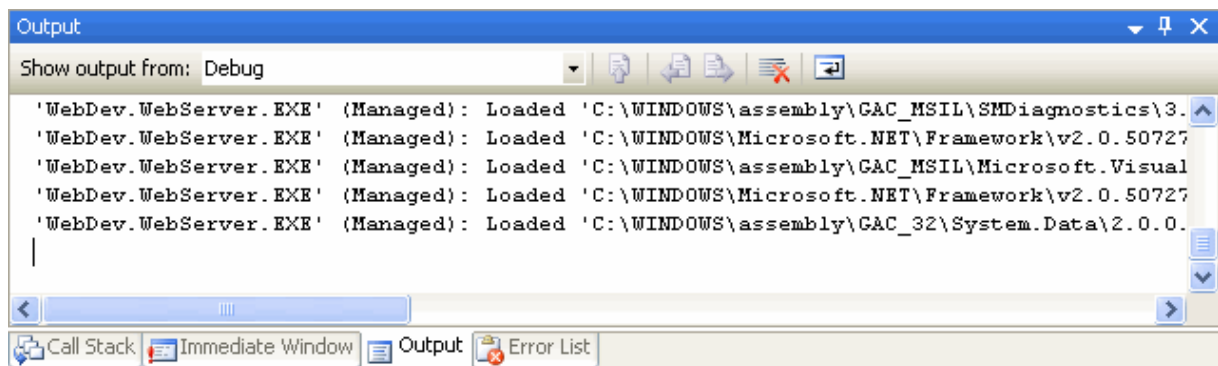 Output
Show output from: Debug
'WebDev.WebServer.EXE' (Managed): Loaded 'C:\WINDOWS\assembly\GAC_MSIL\SMDiagnostics\3.
'WebDev.WebServer.EXE' (Managed): Loaded 'C:\WINDOWS\Microsoft.NET\Framework\v2.0.50727
'WebDev.WebServer.EXE' (Managed): Loaded 'C:\WINDOWS\assembly\GAC_MSIL\Microsoft.Visual
'WebDev.WebServer.EXE' (Managed): Loaded 'C:\WINDOWS\Microsoft.NET\Framework\v2.0.50727
'WebDev.WebServer.EXE' (Managed): Loaded 'C:\WINDOWS\assembly\GAC_32\System.Data\2.0.0.
Call Stack Immediate Window Output Error List